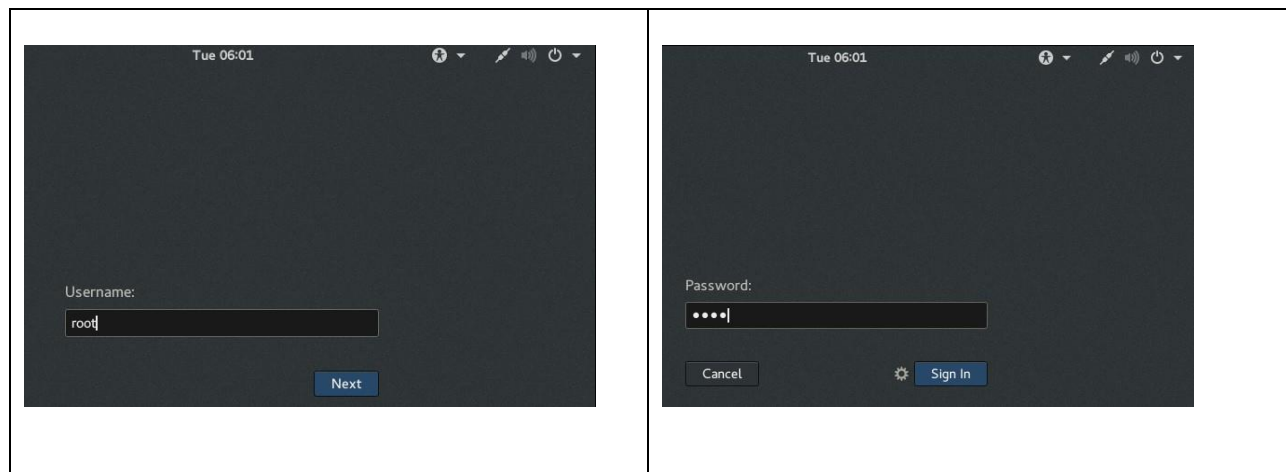 Tue 06:01
Username:
root
Next
Tue 06:01
Password:
••••
Cancel
Sign In